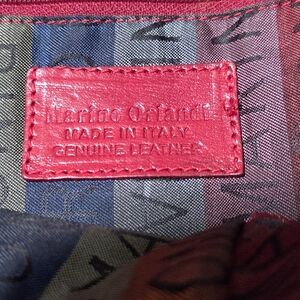 Marino Orlandi
MADE IN ITALY
GENUINE LEATHER